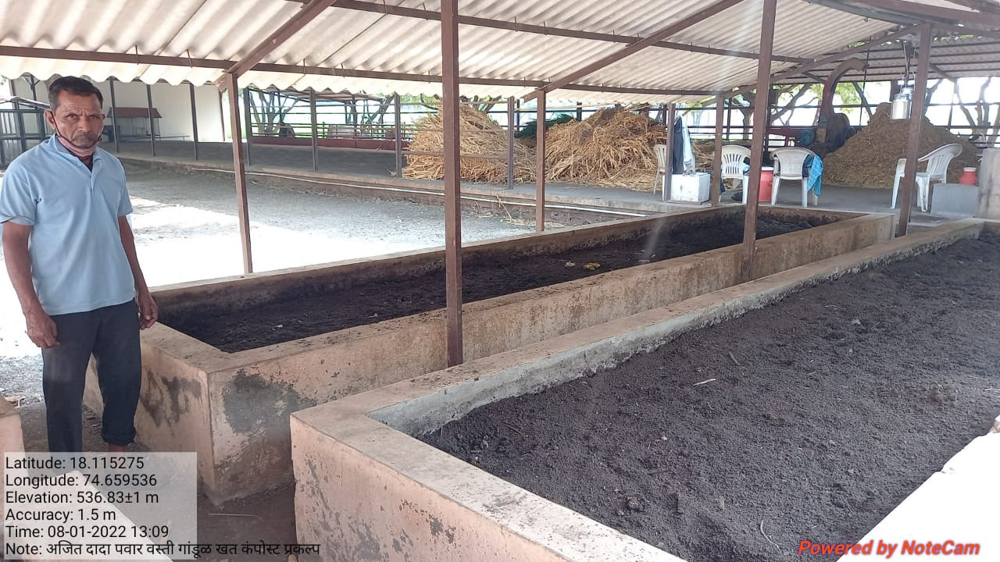 Latitude: 18.115275
Longitude: 74.659536
Elevation: 536.83±1 m
Accuracy: 1.5 m
Time: 08-01-2022 13:09
Note: अजित दादा पवार वस्ती गांडूळ खत कंपोस्ट प्रकल्प
Powered by NoteCam